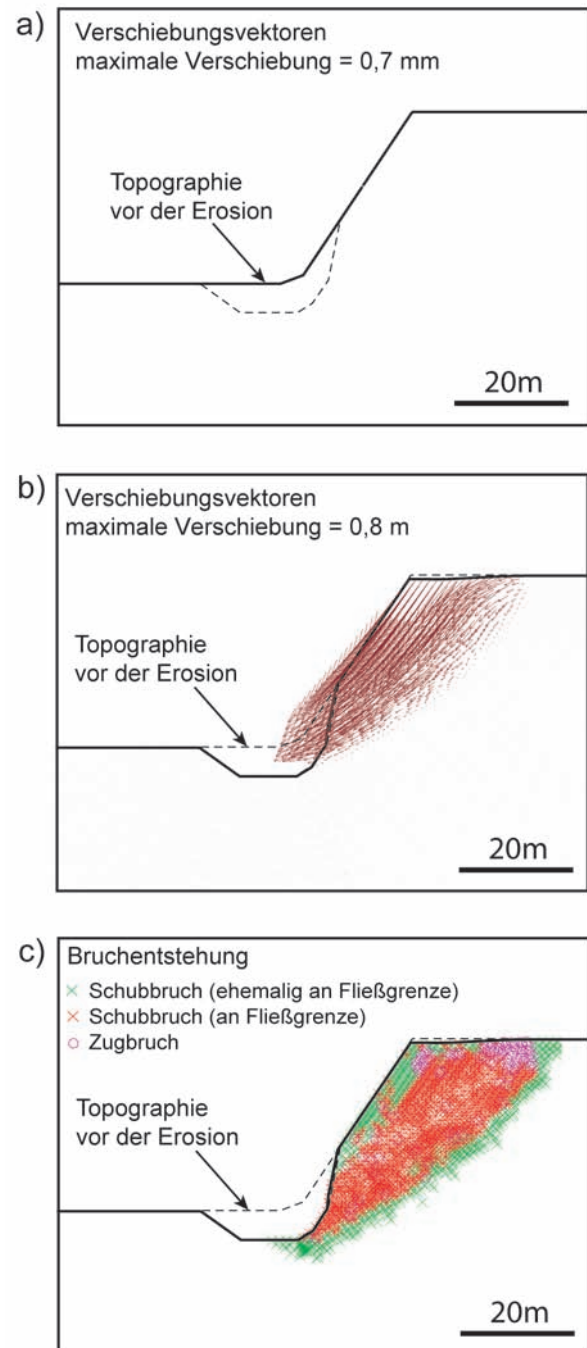 a)
Verschiebungsvektoren
maximale Verschiebung = 0,7 mm
Topographie
vor der Erosion
20m
b)
Verschiebungsvektoren
maximale Verschiebung = 0,8 m
Topographie
vor der Erosion
20m
c)
Bruchentstehung
Schubbruch (ehemalig an Fließgrenze)
Schubbruch (an Fließgrenze)
Zugbruch
Topographie
vor der Erosion
20m